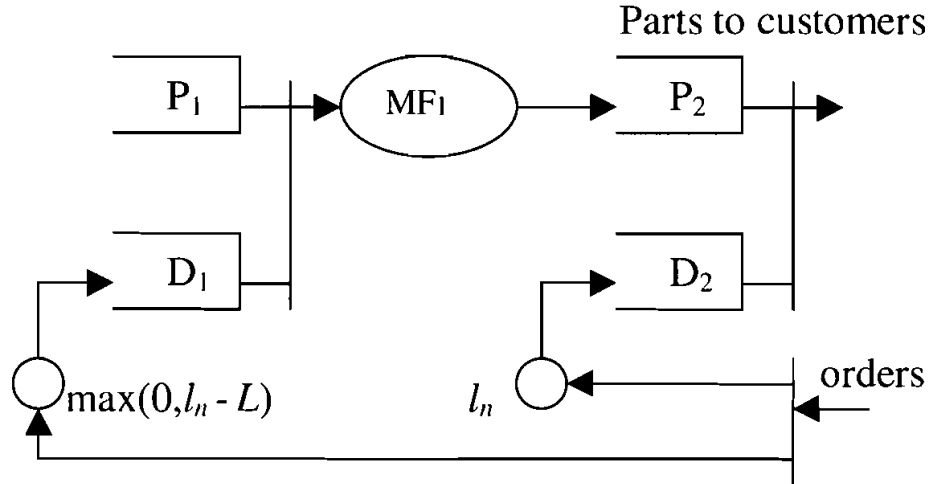 Parts to customers
P₁
MF₁
P₂
D₁
D₂
max(0,lₙ - L)
lₙ
orders